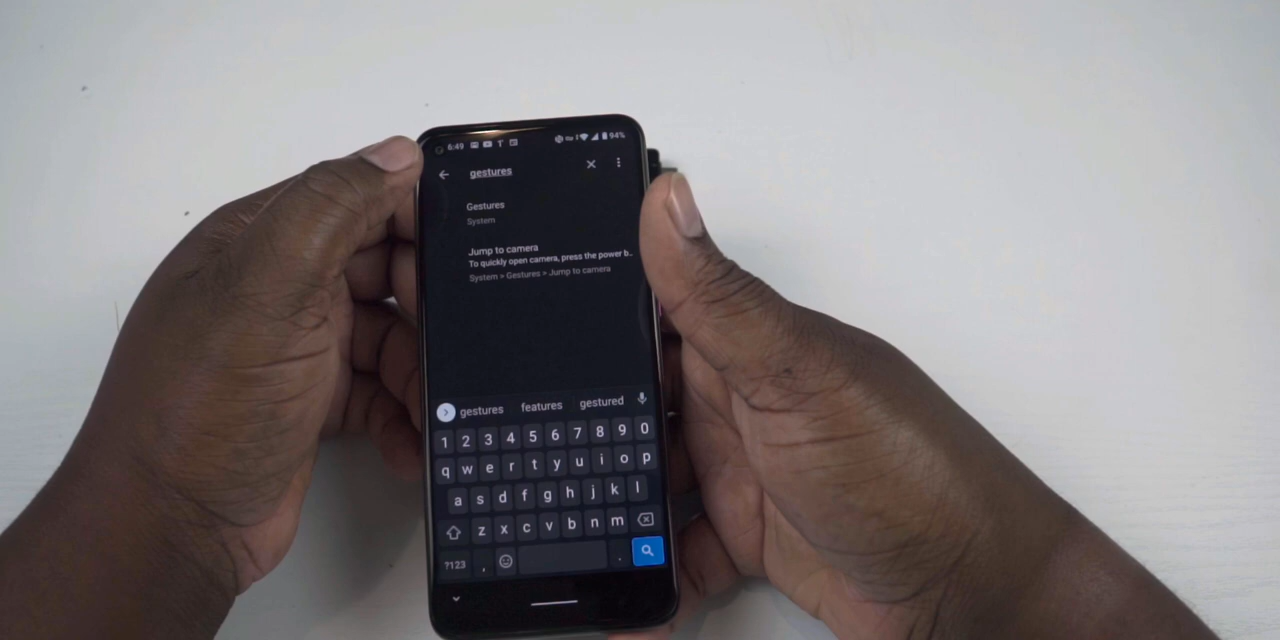 6:49 94%
gestures
Gestures
System
Jump to camera
To quickly open camera, press the power b..
System > Gestures > Jump to camera
gestures features gestured
1 2 3 4 5 6 7 8 9 0
q w e r t y u i o p
a s d f g h j k l
z x c v b n m
?123 , .